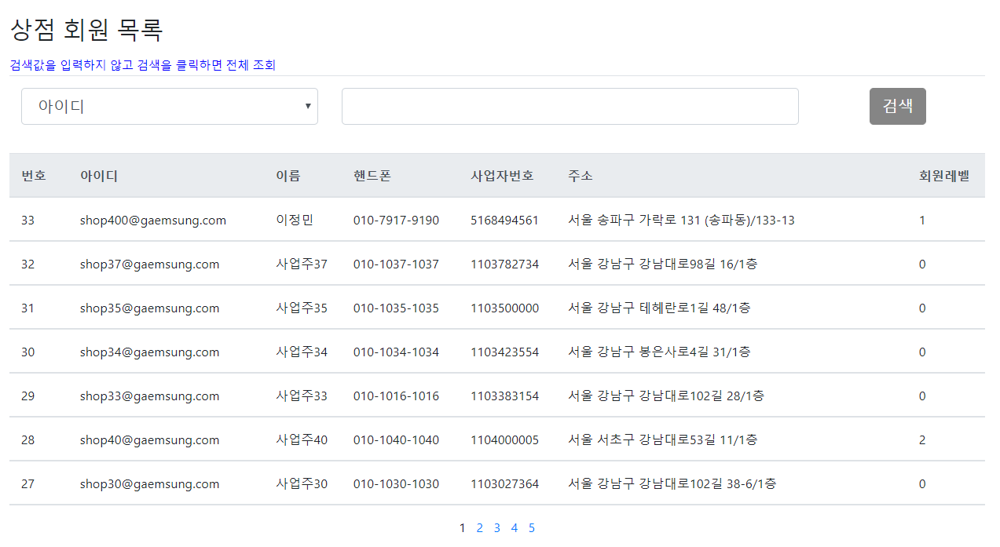 상점 회원 목록
검색값을 입력하지 않고 검색을 클릭하면 전체 조회
아이디 검색
번호 아이디 이름 핸드폰 사업자번호 주소 회원레벨
33 shop400@gaemsung.com 이정민 010-7917-9190 5168494561 서울 송파구 가락로 131 (송파동)/133-13 1
32 shop37@gaemsung.com 사업주37 010-1037-1037 1103782734 서울 강남구 강남대로98길 16/1층 0
31 shop35@gaemsung.com 사업주35 010-1035-1035 1103500000 서울 강남구 테헤란로1길 48/1층 0
30 shop34@gaemsung.com 사업주34 010-1034-1034 1103423554 서울 강남구 봉은사로4길 31/1층 0
29 shop33@gaemsung.com 사업주33 010-1016-1016 1103383154 서울 강남구 강남대로102길 28/1층 0
28 shop40@gaemsung.com 사업주40 010-1040-1040 1104000005 서울 서초구 강남대로53길 11/1층 2
27 shop30@gaemsung.com 사업주30 010-1030-1030 1103027364 서울 강남구 강남대로102길 38-6/1층 0
1 2 3 4 5